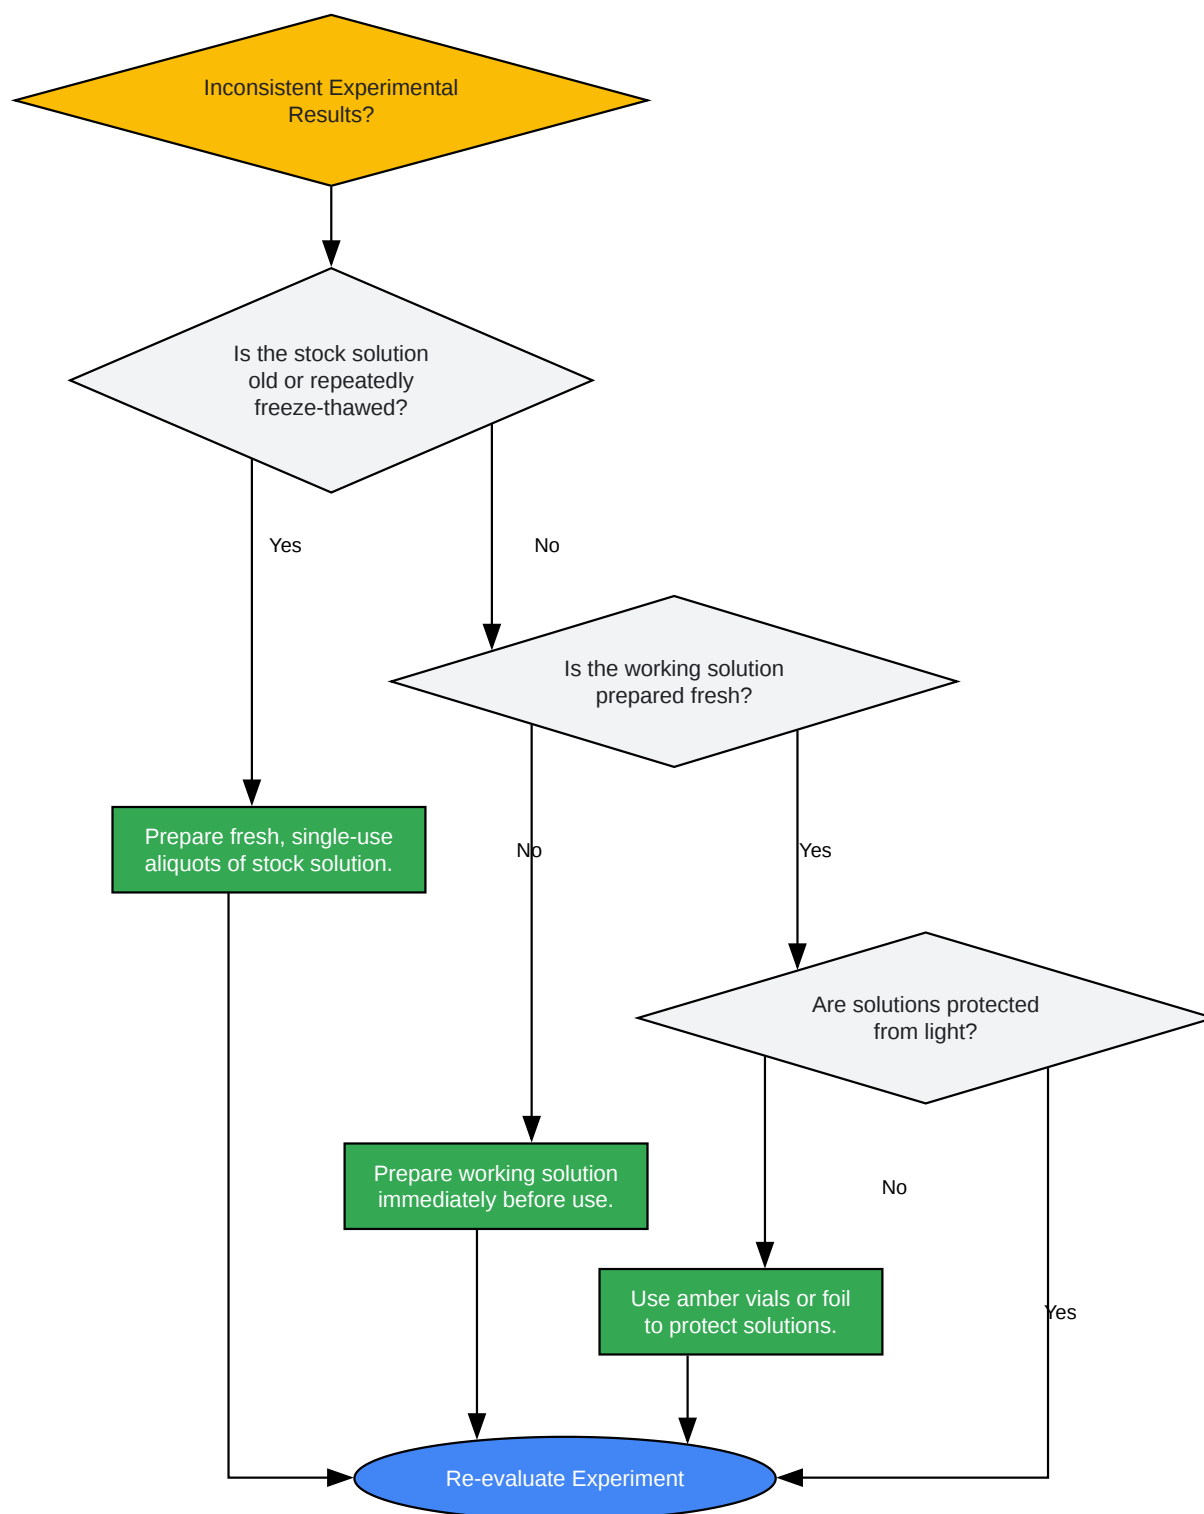 Inconsistent Experimental
Results?
Is the stock solution
old or repeatedly
freeze-thawed?
Yes
No
Is the working solution
prepared fresh?
Prepare fresh, single-use
aliquots of stock solution.
No
Yes
Are solutions protected
from light?
Prepare working solution
immediately before use.
No
Use amber vials or foil
to protect solutions.
Yes
Re-evaluate Experiment